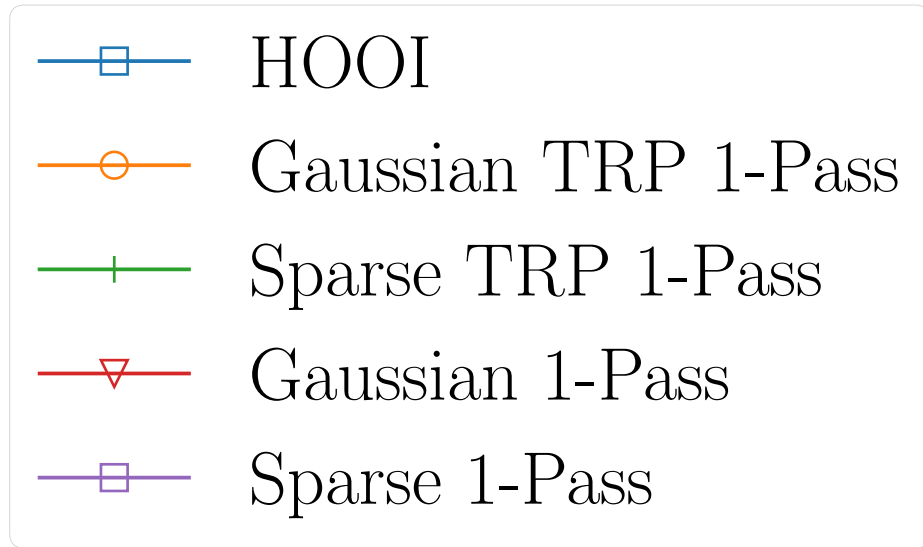 HOOI
Gaussian TRP 1-Pass
Sparse TRP 1-Pass
Gaussian 1-Pass
Sparse 1-Pass